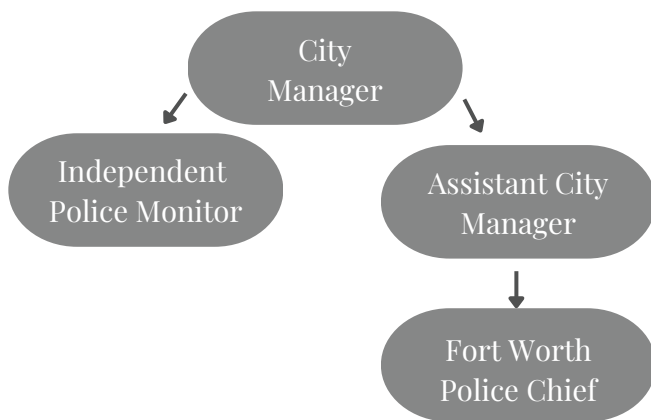 City
Manager
Independent
Police Monitor
Assistant City
Manager
Fort Worth
Police Chief